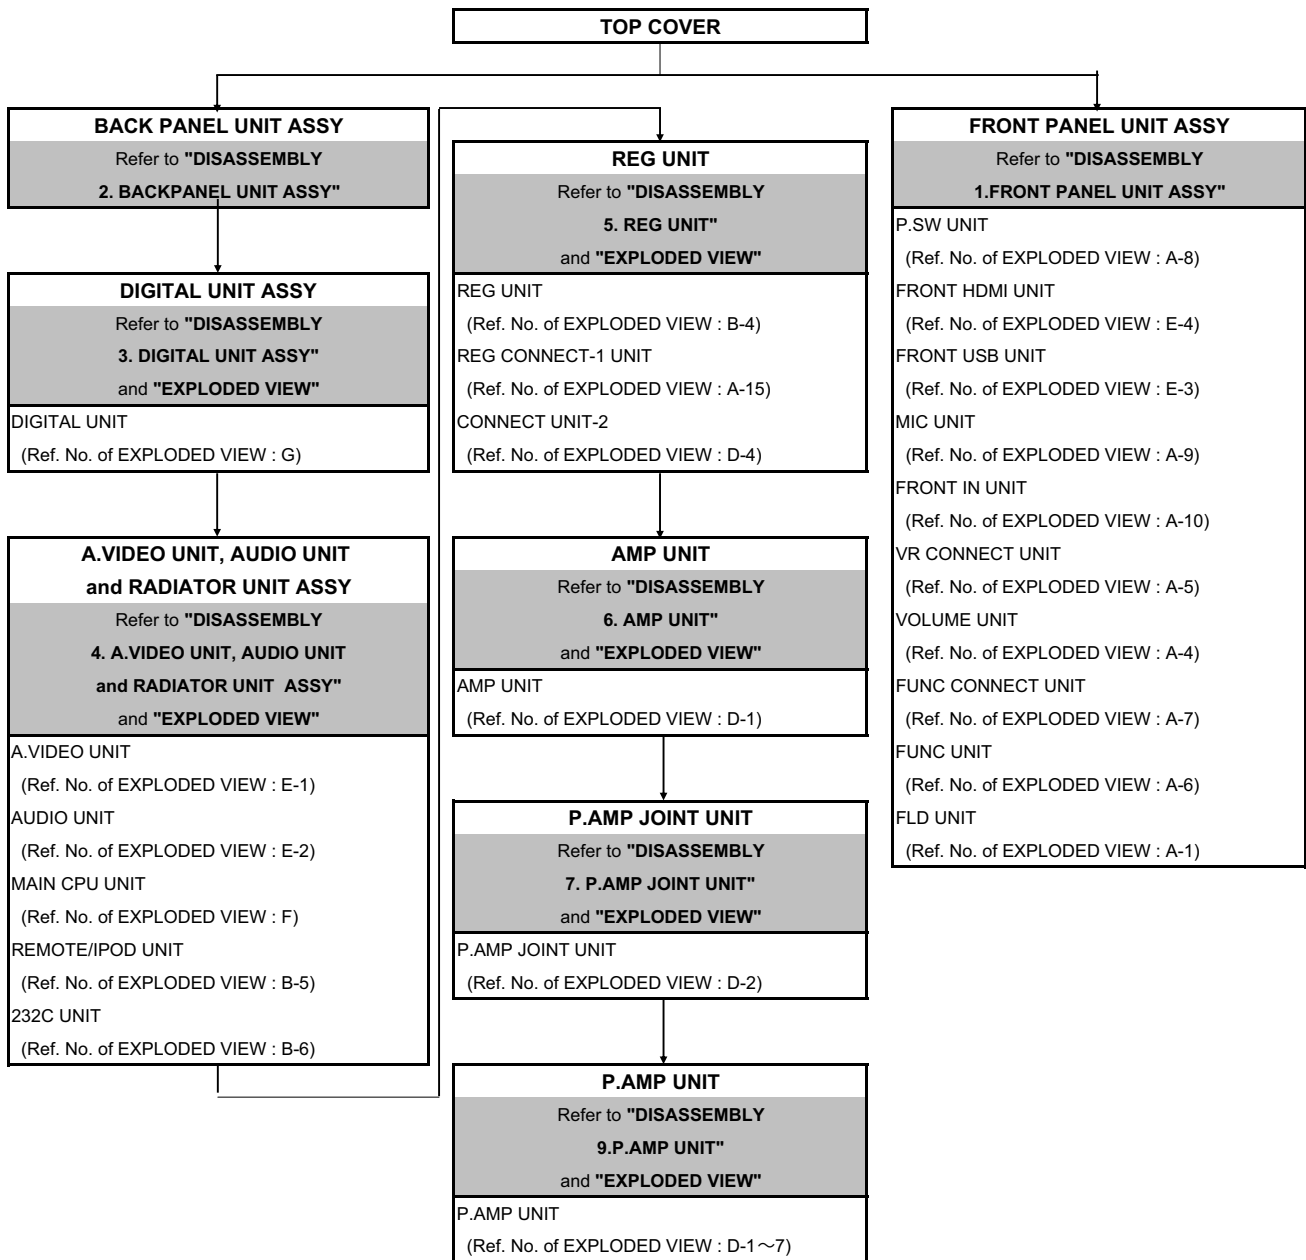 TOP COVER
BACK PANEL UNIT ASSY
Refer to "DISASSEMBLY
2. BACKPANEL UNIT ASSY"
DIGITAL UNIT ASSY
Refer to "DISASSEMBLY
3. DIGITAL UNIT ASSY"
and "EXPLODED VIEW"
DIGITAL UNIT
(Ref. No. of EXPLODED VIEW : G)
A.VIDEO UNIT, AUDIO UNIT
and RADIATOR UNIT ASSY
Refer to "DISASSEMBLY
4. A.VIDEO UNIT, AUDIO UNIT
and RADIATOR UNIT  ASSY"
and "EXPLODED VIEW"
A.VIDEO UNIT
(Ref. No. of EXPLODED VIEW : E-1)
AUDIO UNIT
(Ref. No. of EXPLODED VIEW : E-2)
MAIN CPU UNIT
(Ref. No. of EXPLODED VIEW : F)
REMOTE/IPOD UNIT
(Ref. No. of EXPLODED VIEW : B-5)
232C UNIT
(Ref. No. of EXPLODED VIEW : B-6)
REG UNIT
Refer to "DISASSEMBLY
5. REG UNIT"
and "EXPLODED VIEW"
REG UNIT
(Ref. No. of EXPLODED VIEW : B-4)
REG CONNECT-1 UNIT
(Ref. No. of EXPLODED VIEW : A-15)
CONNECT UNIT-2
(Ref. No. of EXPLODED VIEW : D-4)
AMP UNIT
Refer to "DISASSEMBLY
6. AMP UNIT"
and "EXPLODED VIEW"
AMP UNIT
(Ref. No. of EXPLODED VIEW : D-1)
P.AMP JOINT UNIT
Refer to "DISASSEMBLY
7. P.AMP JOINT UNIT"
and "EXPLODED VIEW"
P.AMP JOINT UNIT
(Ref. No. of EXPLODED VIEW : D-2)
P.AMP UNIT
Refer to "DISASSEMBLY
9.P.AMP UNIT"
and "EXPLODED VIEW"
P.AMP UNIT
(Ref. No. of EXPLODED VIEW : D-1～7)
FRONT PANEL UNIT ASSY
Refer to "DISASSEMBLY
1.FRONT PANEL UNIT ASSY"
P.SW UNIT
(Ref. No. of EXPLODED VIEW : A-8)
FRONT HDMI UNIT
(Ref. No. of EXPLODED VIEW : E-4)
FRONT USB UNIT
(Ref. No. of EXPLODED VIEW : E-3)
MIC UNIT
(Ref. No. of EXPLODED VIEW : A-9)
FRONT IN UNIT
(Ref. No. of EXPLODED VIEW : A-10)
VR CONNECT UNIT
(Ref. No. of EXPLODED VIEW : A-5)
VOLUME UNIT
(Ref. No. of EXPLODED VIEW : A-4)
FUNC CONNECT UNIT
(Ref. No. of EXPLODED VIEW : A-7)
FUNC UNIT
(Ref. No. of EXPLODED VIEW : A-6)
FLD UNIT
(Ref. No. of EXPLODED VIEW : A-1)